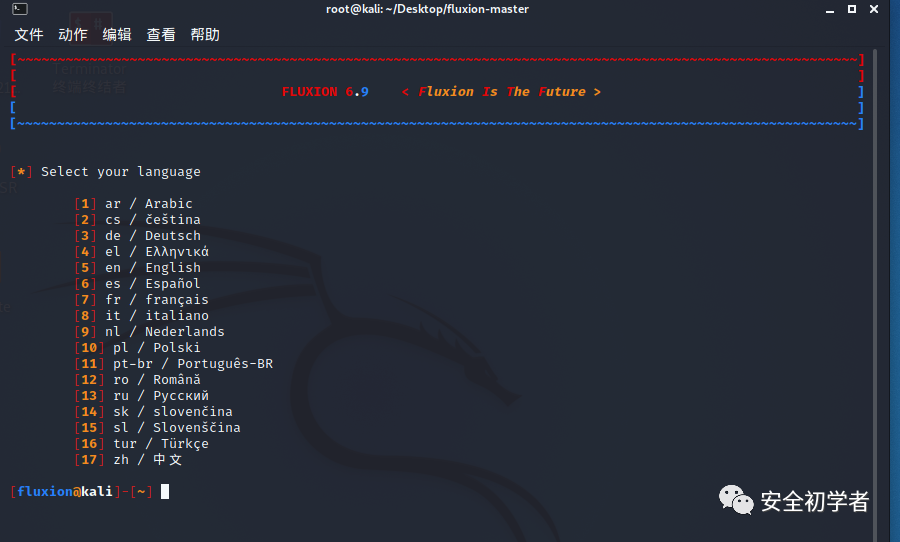 root@kali: ~/Desktop/fluxion-master
文件 动作 编辑 查看 帮助
[~~~~~~~~~~~~~~~~~~~~~~~~~~~~~~~~~~~~~~~~~~~~~~~~~~~~~~~~~~~~~~~~~~~~~~~~~~~~~~~~~~~~~~~~~~~~~~~~~~~~~~~~~]
[ ]
[ FLUXION 6.9 < Fluxion Is The Future > ]
[ ]
[~~~~~~~~~~~~~~~~~~~~~~~~~~~~~~~~~~~~~~~~~~~~~~~~~~~~~~~~~~~~~~~~~~~~~~~~~~~~~~~~~~~~~~~~~~~~~~~~~~~~~~~~~]
[*] Select your language
[1] ar / Arabic
[2] cs / čeština
[3] de / Deutsch
[4] el / Ελληνικά
[5] en / English
[6] es / Español
[7] fr / français
[8] it / italiano
[9] nl / Nederlands
[10] pl / Polski
[11] pt-br / Português-BR
[12] ro / Română
[13] ru / Русский
[14] sk / slovenčina
[15] sl / Slovenščina
[16] tur / Türkçe
[17] zh / 中文
[fluxion@kali]-[~]
安全初学者